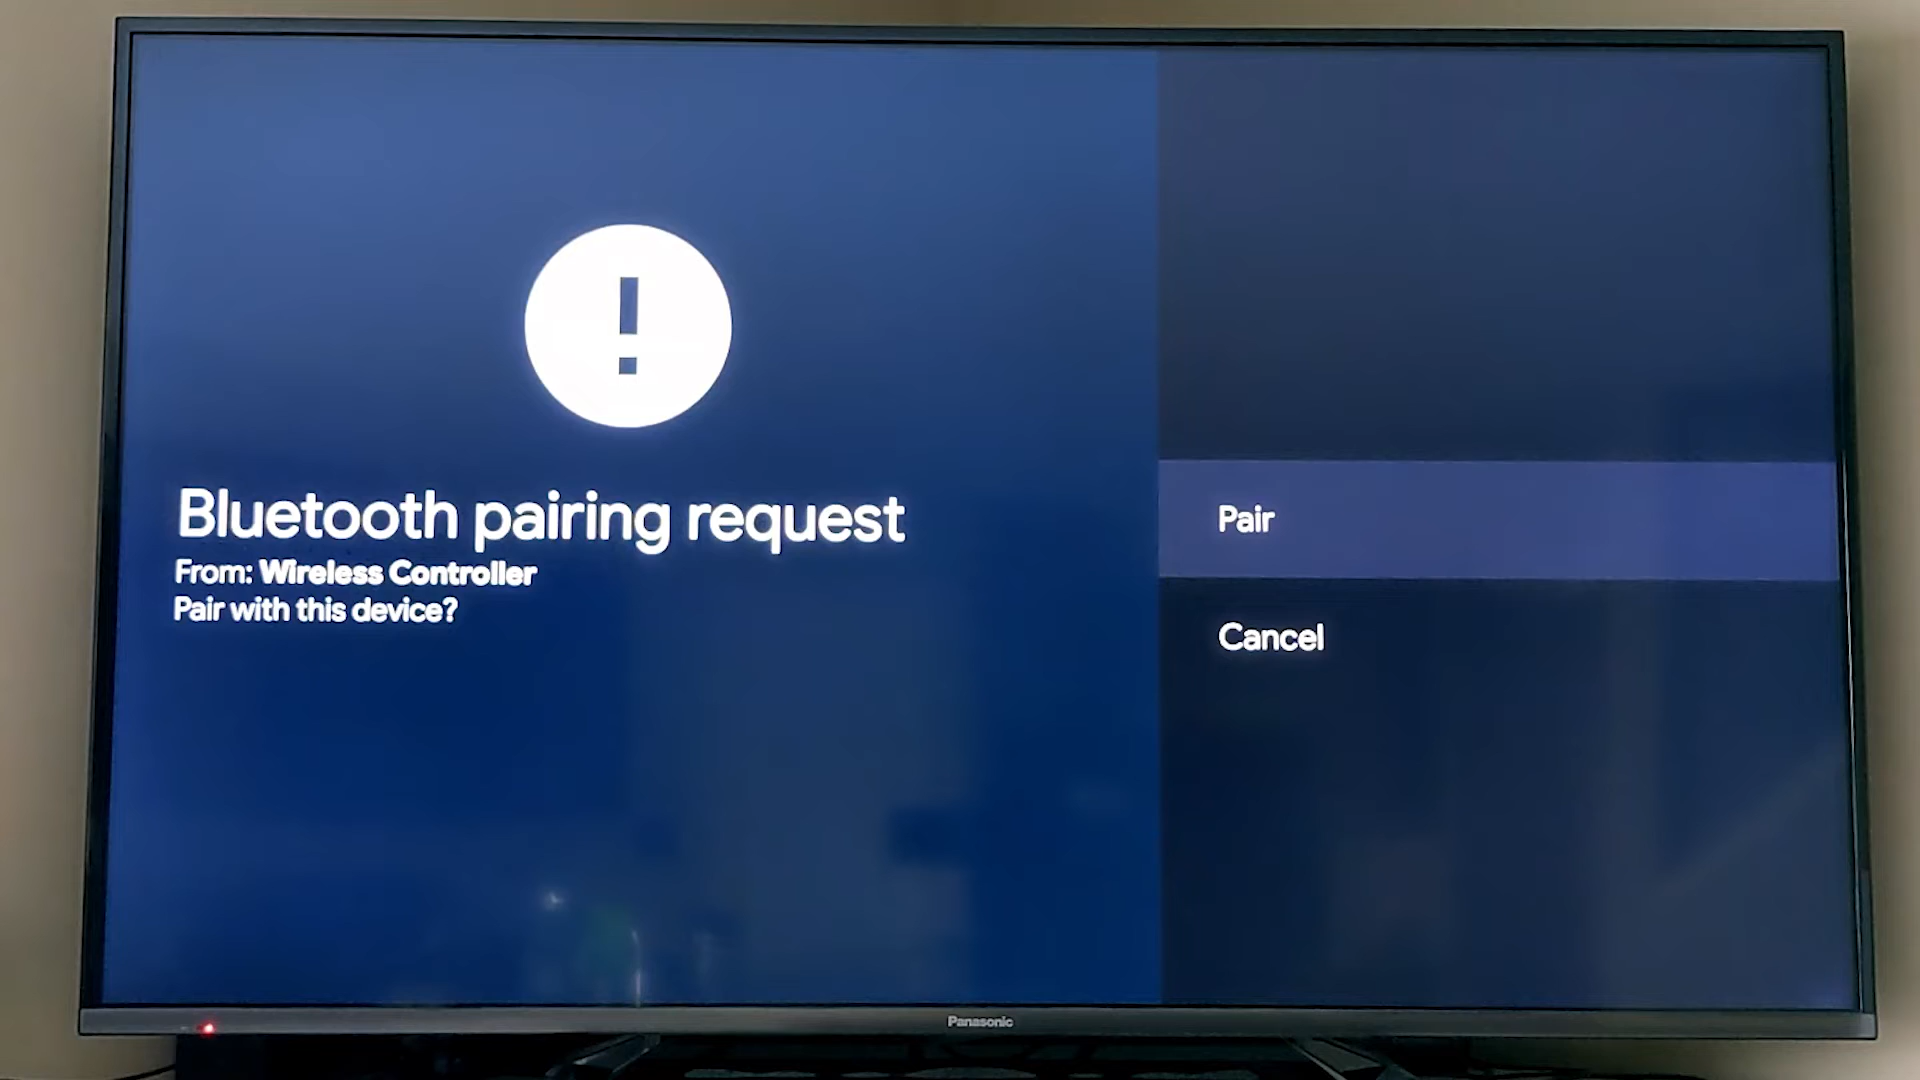 Bluetooth pairing request
From: Wireless Controller
Pair with this device?
Pair
Cancel
Panasonic